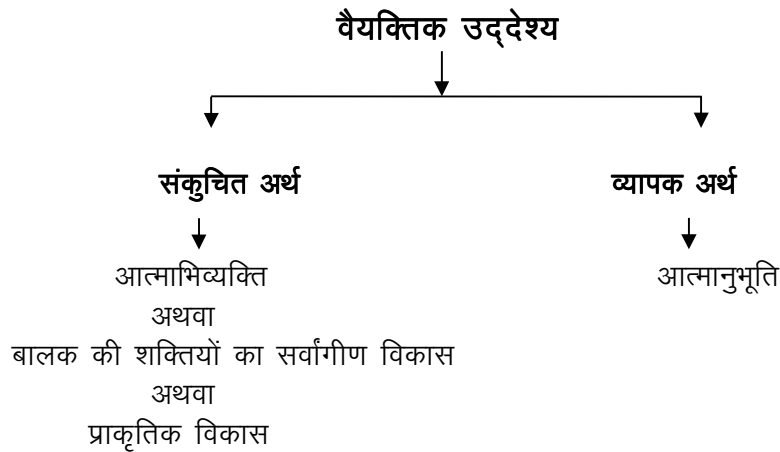 वैयक्तिक उद्देश्य
संकुचित अर्थ
व्यापक अर्थ
आत्माभिव्यक्ति
आत्मानुभूति
अथवा
बालक की शक्तियों का सर्वांगीण विकास
अथवा
प्राकृतिक विकास